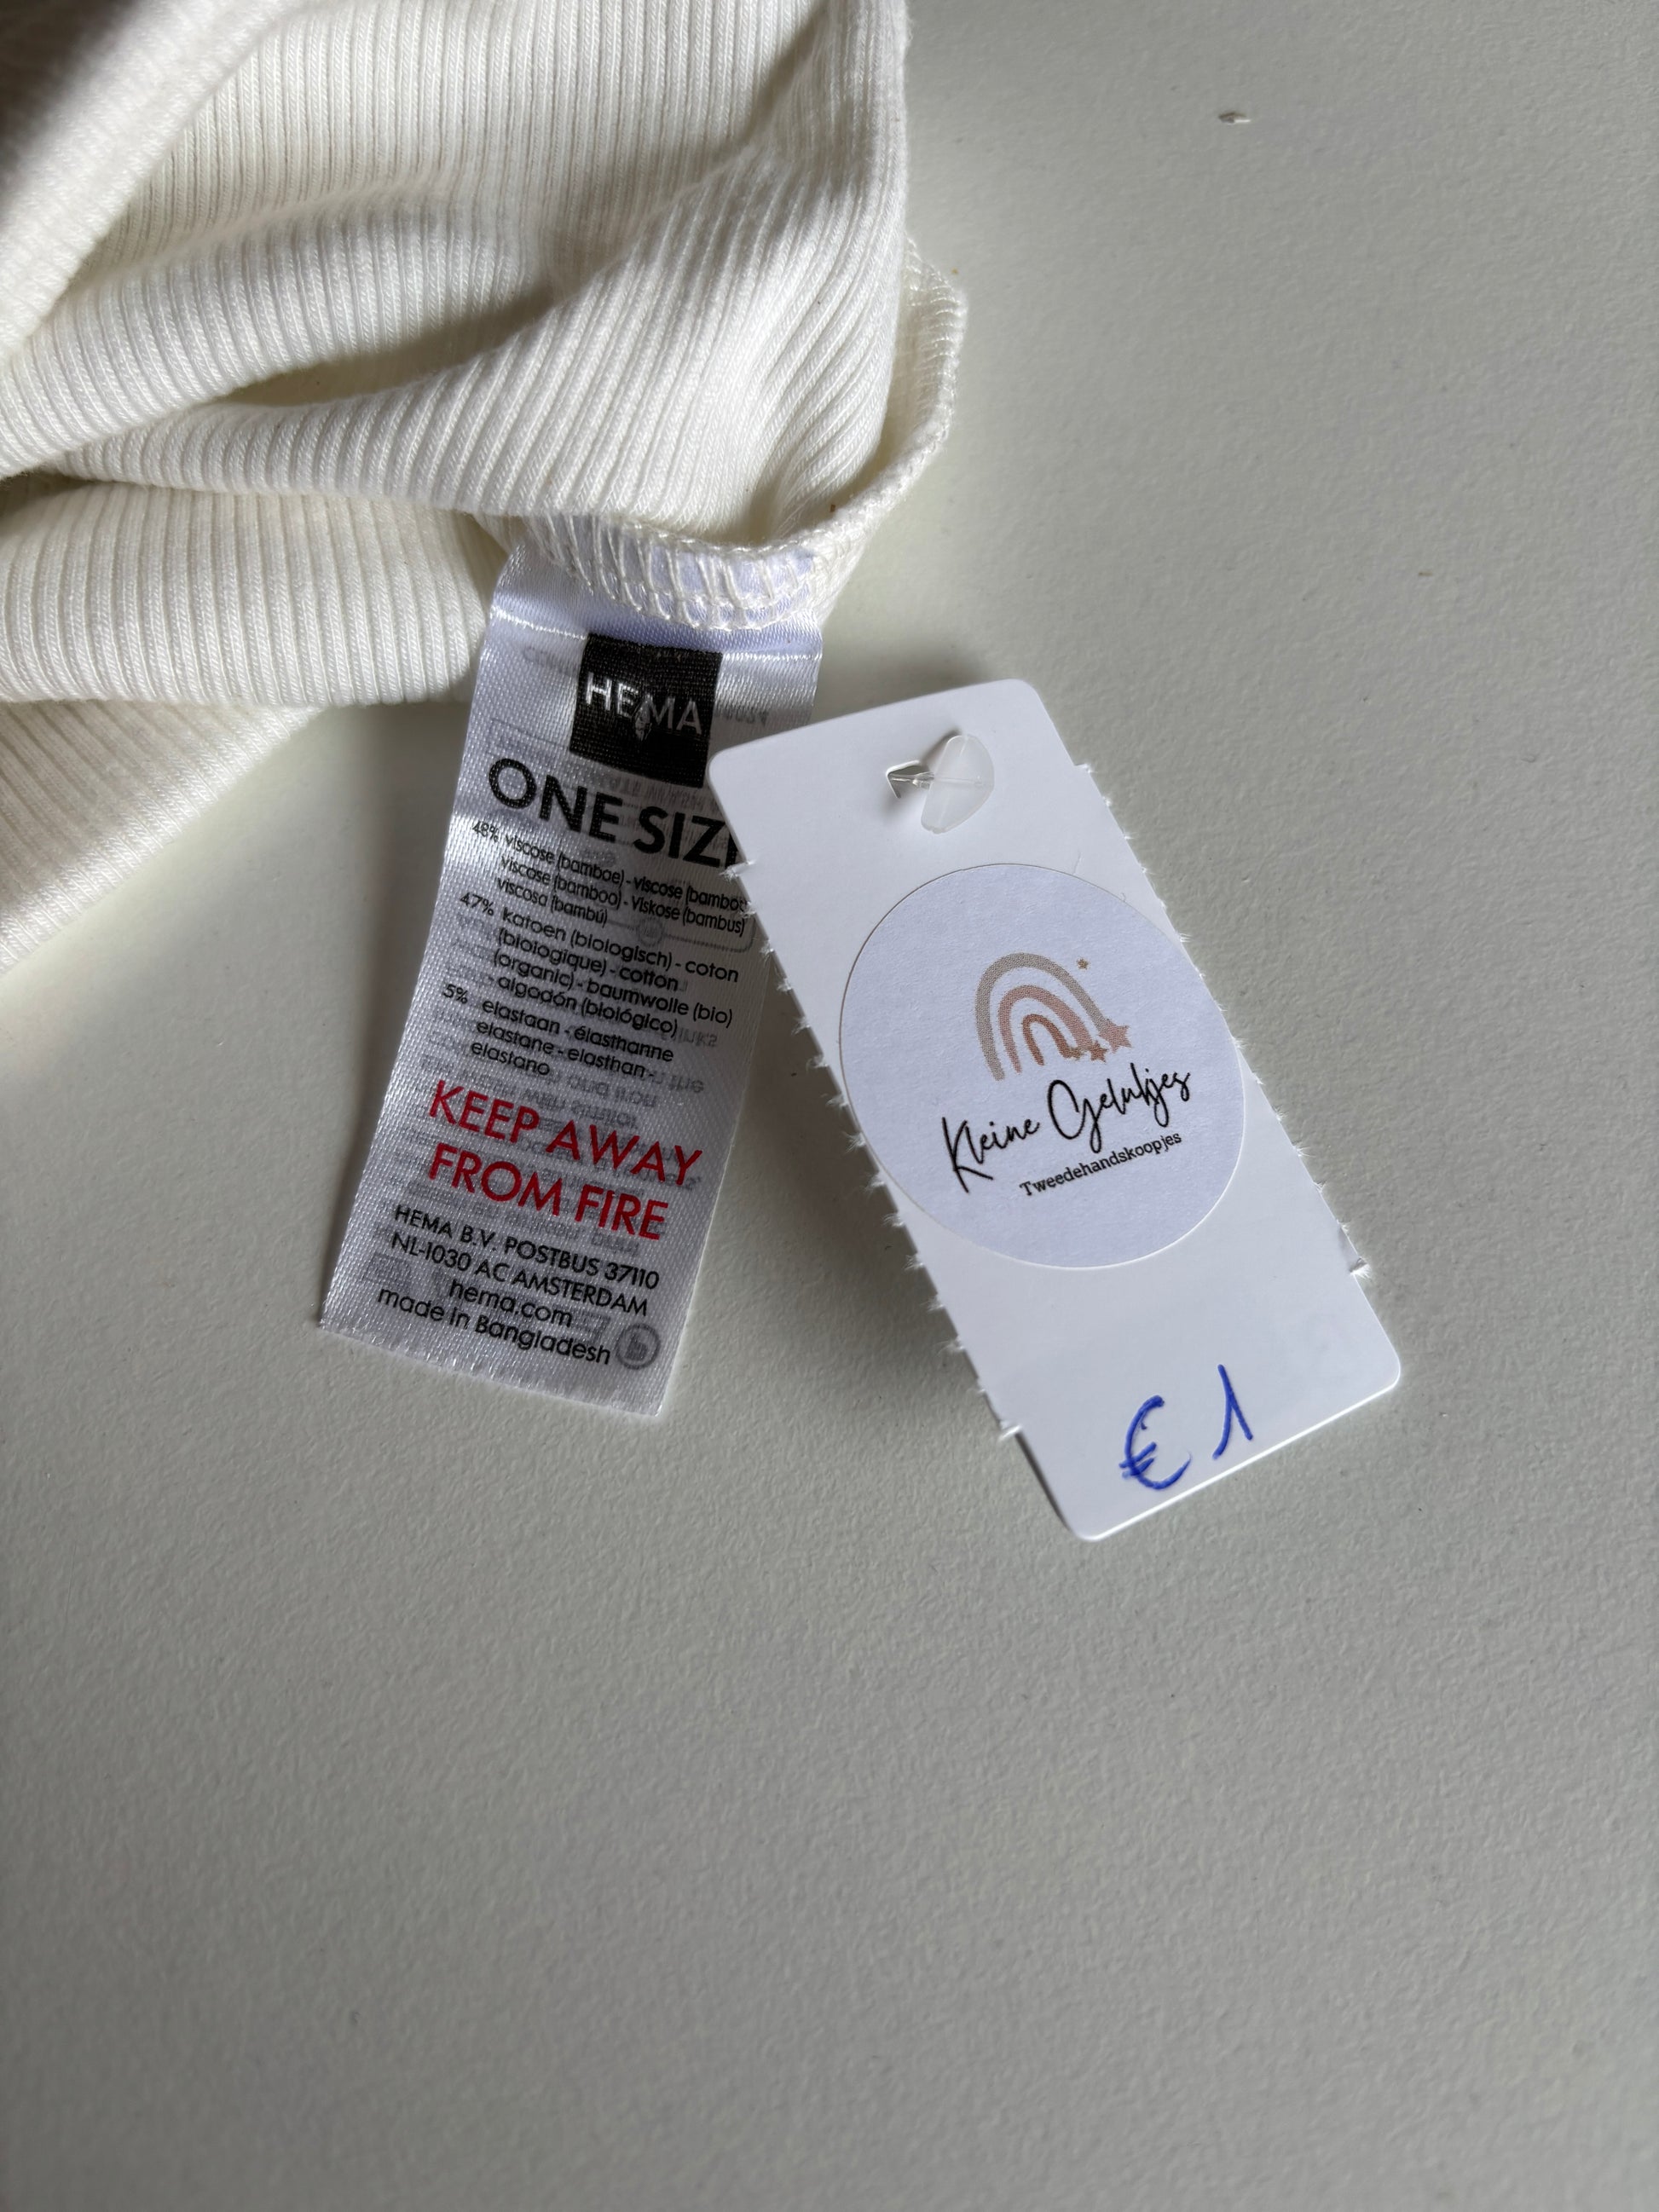 HEMA
ONE SIZE
48% viscose (bambae) - viscose (bambos)
viscose (bamboo) - viskose (bambus)
viscosa (bambú)
47% katoen (biologisch) - coton
(biologique) - cotton
(organic) - baumwolle (bio)
- algodón (biológico)
5% elastaan - élasthanne
elastane - elasthan -
elastano
KEEP AWAY
FROM FIRE
HEMA B.V. POSTBUS 37110
NL-1030 AC AMSTERDAM
hema.com
made in Bangladesh
Kleine Gelukjes
Tweedehandskoopjes
€ 1